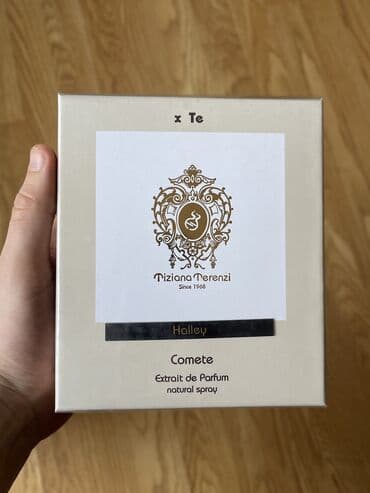 x Te
Tiziana Terenzi
Since 1968
Halley
Comete
Extrait de Parfum
natural spray